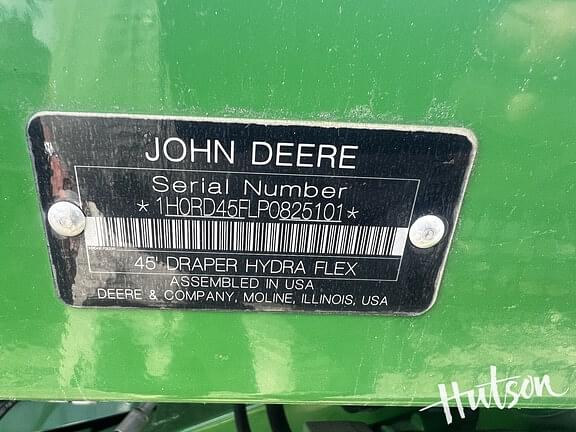 JOHN DEERE
Serial Number
*1H0RD45FLP0825101*
45' DRAPER HYDRA FLEX
ASSEMBLED IN USA
DEERE & COMPANY, MOLINE, ILLINOIS, USA
Hutson